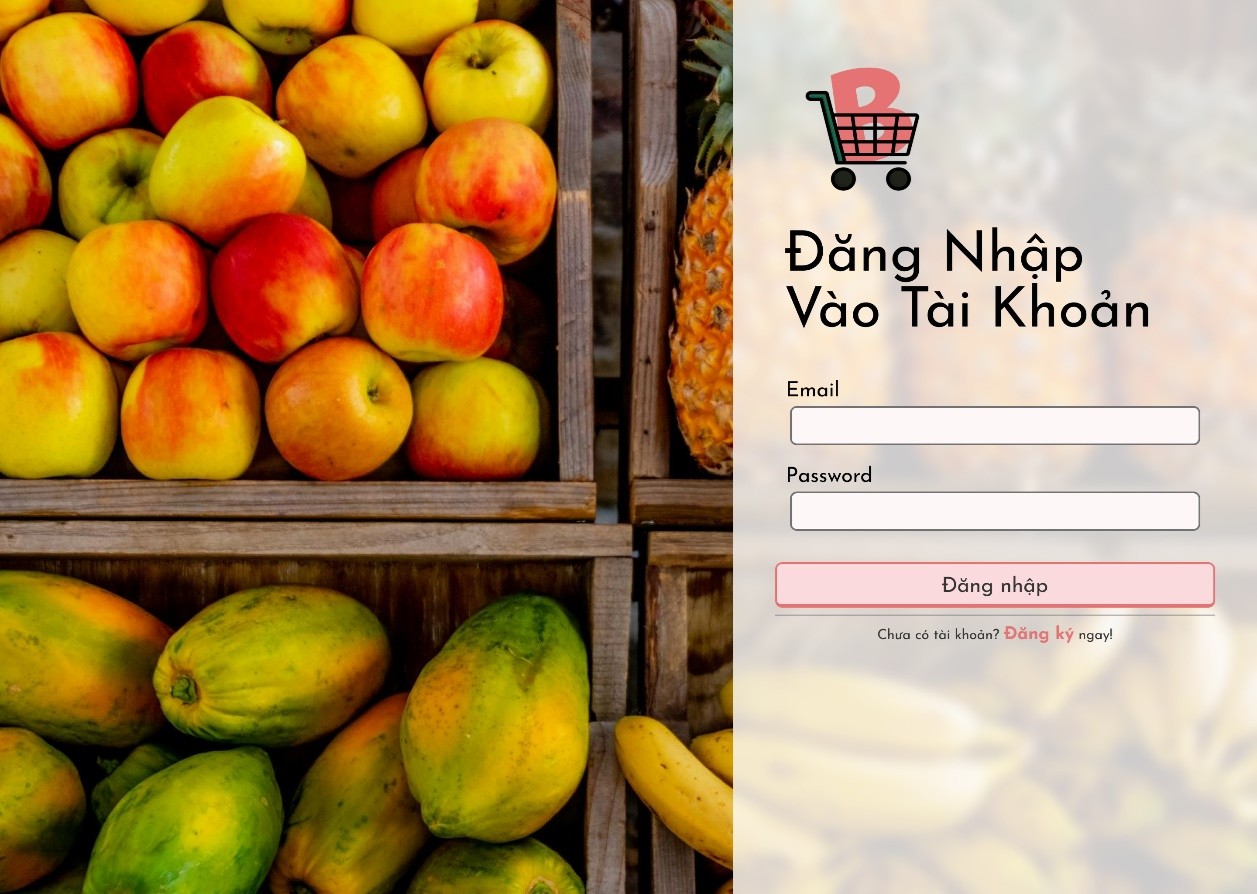 B
Đăng Nhập
Vào Tài Khoản
Email
Password
Đăng nhập
Chưa có tài khoản? Đăng ký ngay!